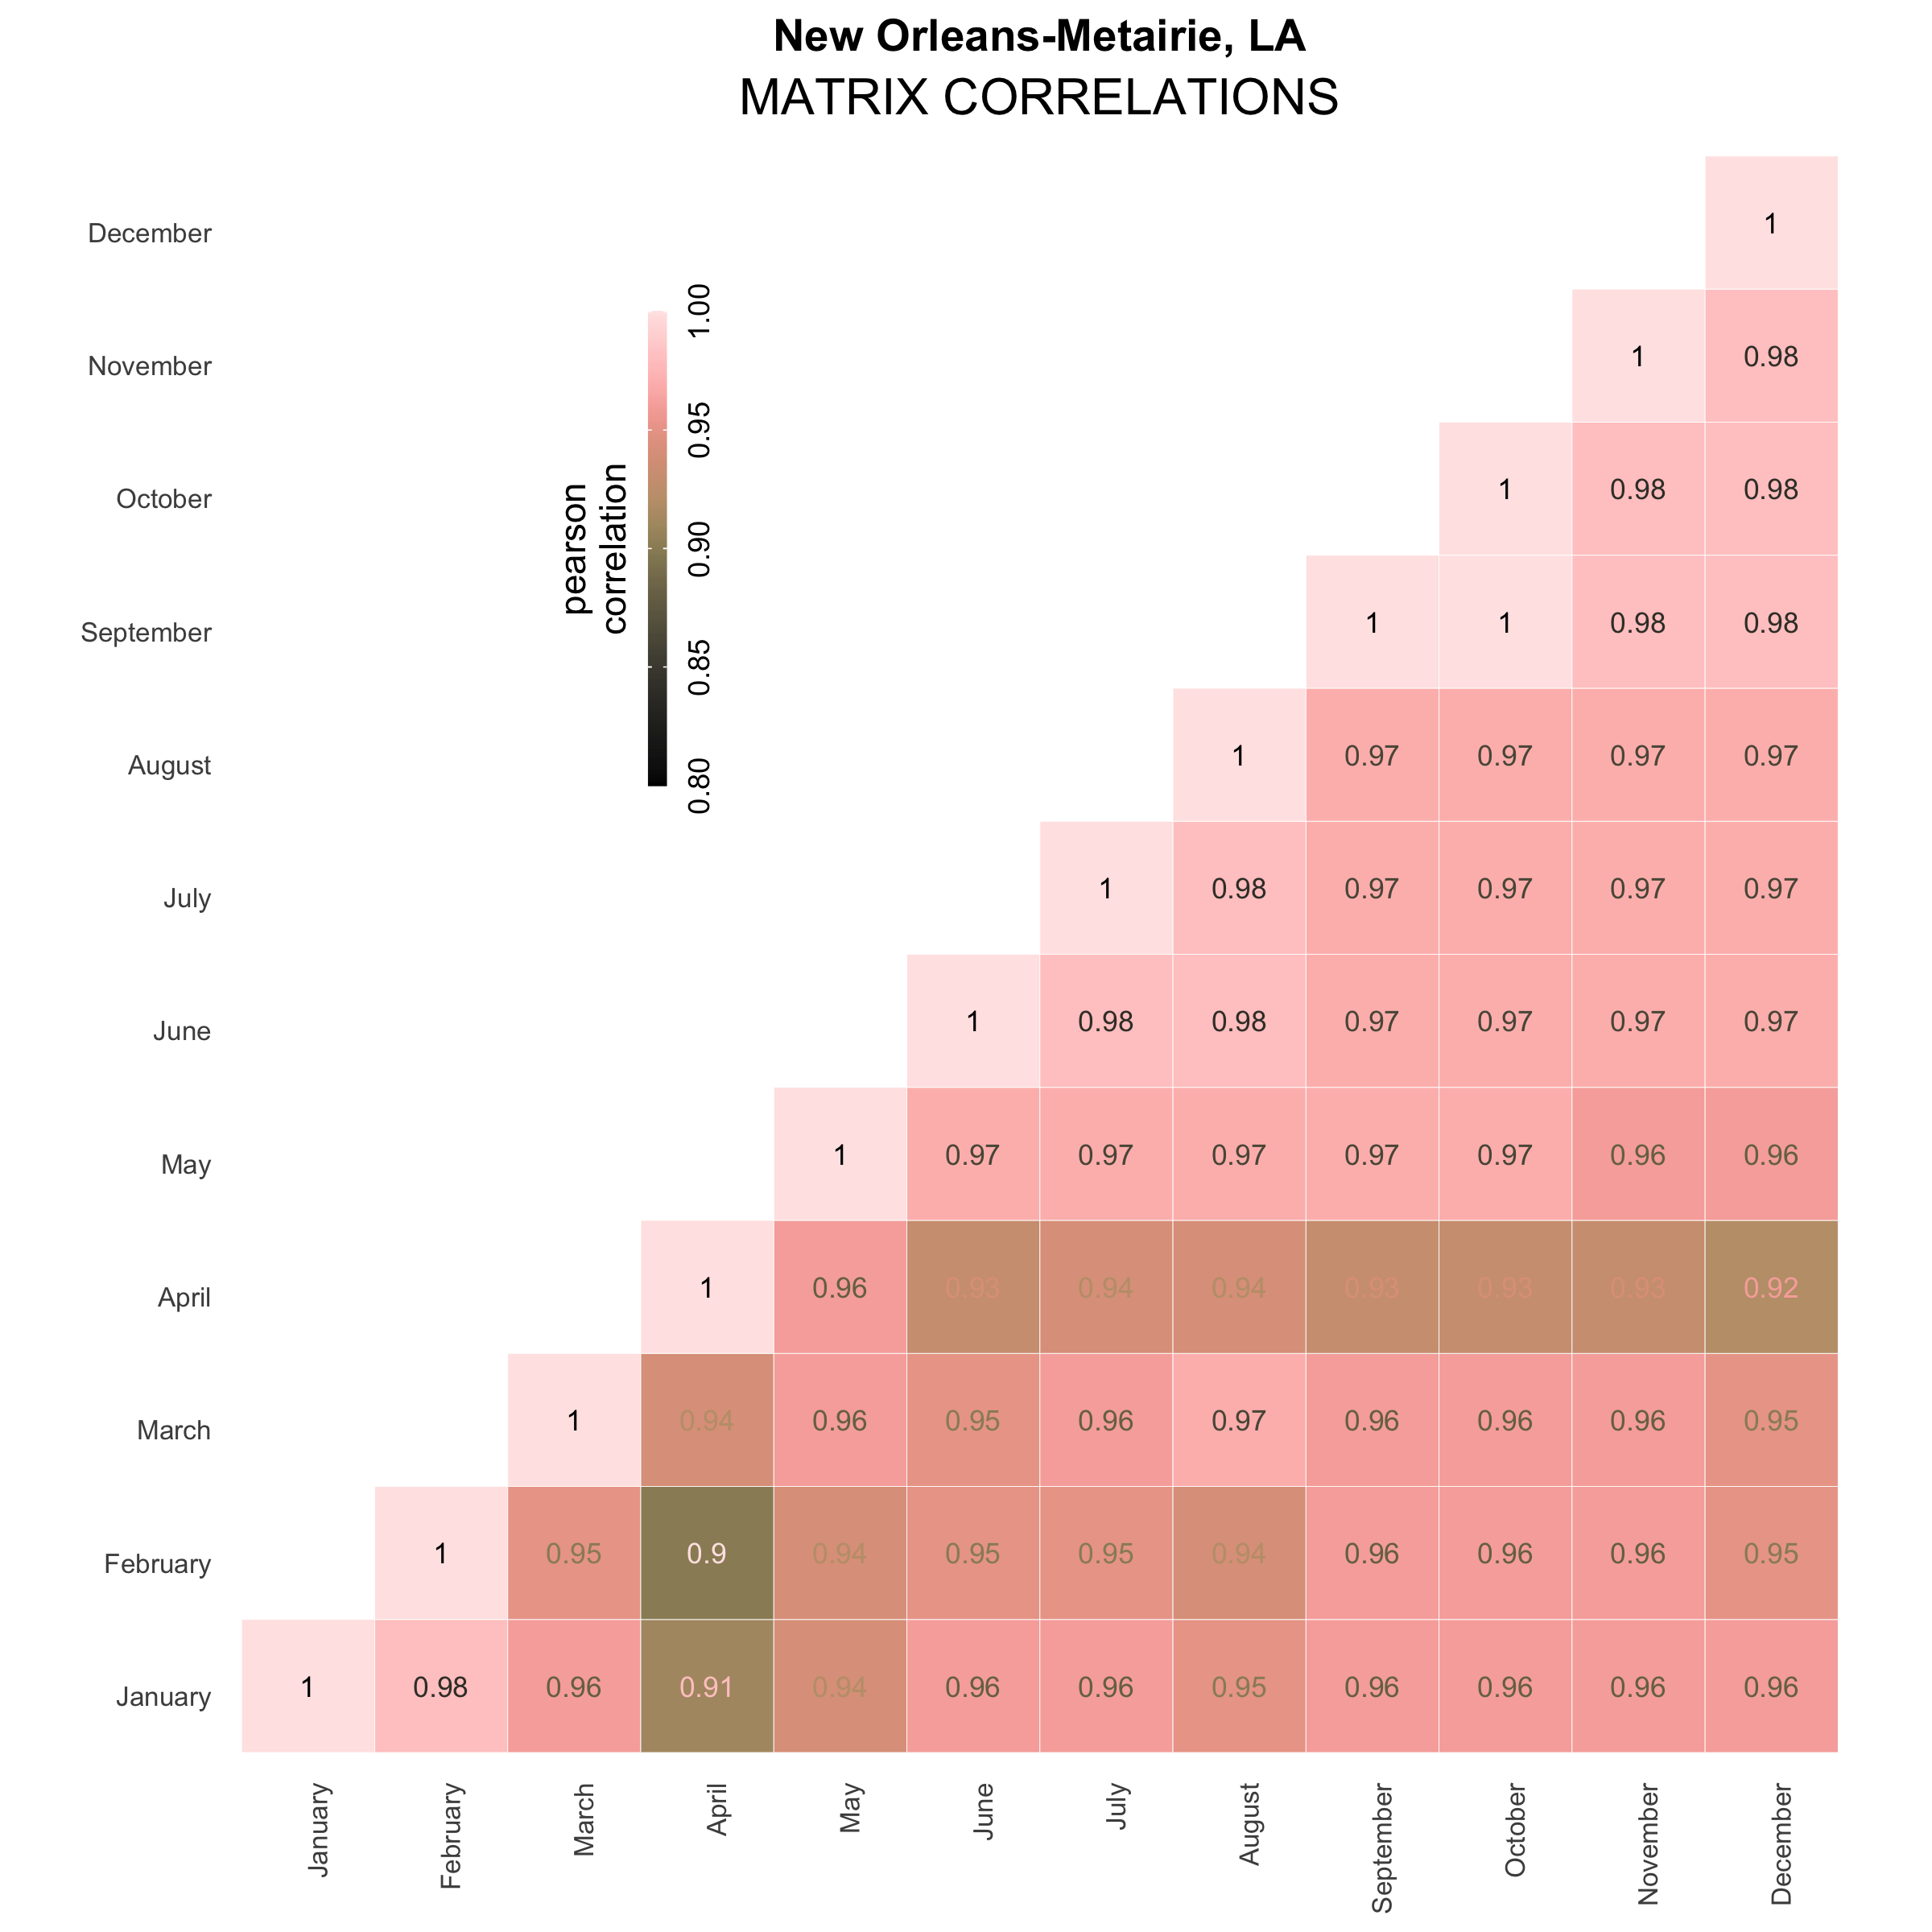 New Orleans-Metairie, LA
MATRIX CORRELATIONS
December 1
November 1 0.98
October 1 0.98 0.98
September 1 1 0.98 0.98
August 1 0.97 0.97 0.97 0.97
July 1 0.98 0.97 0.97 0.97 0.97
June 1 0.98 0.98 0.97 0.97 0.97 0.97
May 1 0.97 0.97 0.97 0.97 0.97 0.96 0.96
April 1 0.96 0.93 0.94 0.94 0.93 0.93 0.93 0.92
March 1 0.94 0.96 0.95 0.96 0.97 0.96 0.96 0.96 0.95
February 1 0.95 0.9 0.94 0.95 0.95 0.94 0.96 0.96 0.96 0.95
January 1 0.98 0.96 0.91 0.94 0.96 0.96 0.95 0.96 0.96 0.96 0.96
January February March April May June July August September October November December
pearson
correlation
0.80 0.85 0.90 0.95 1.00